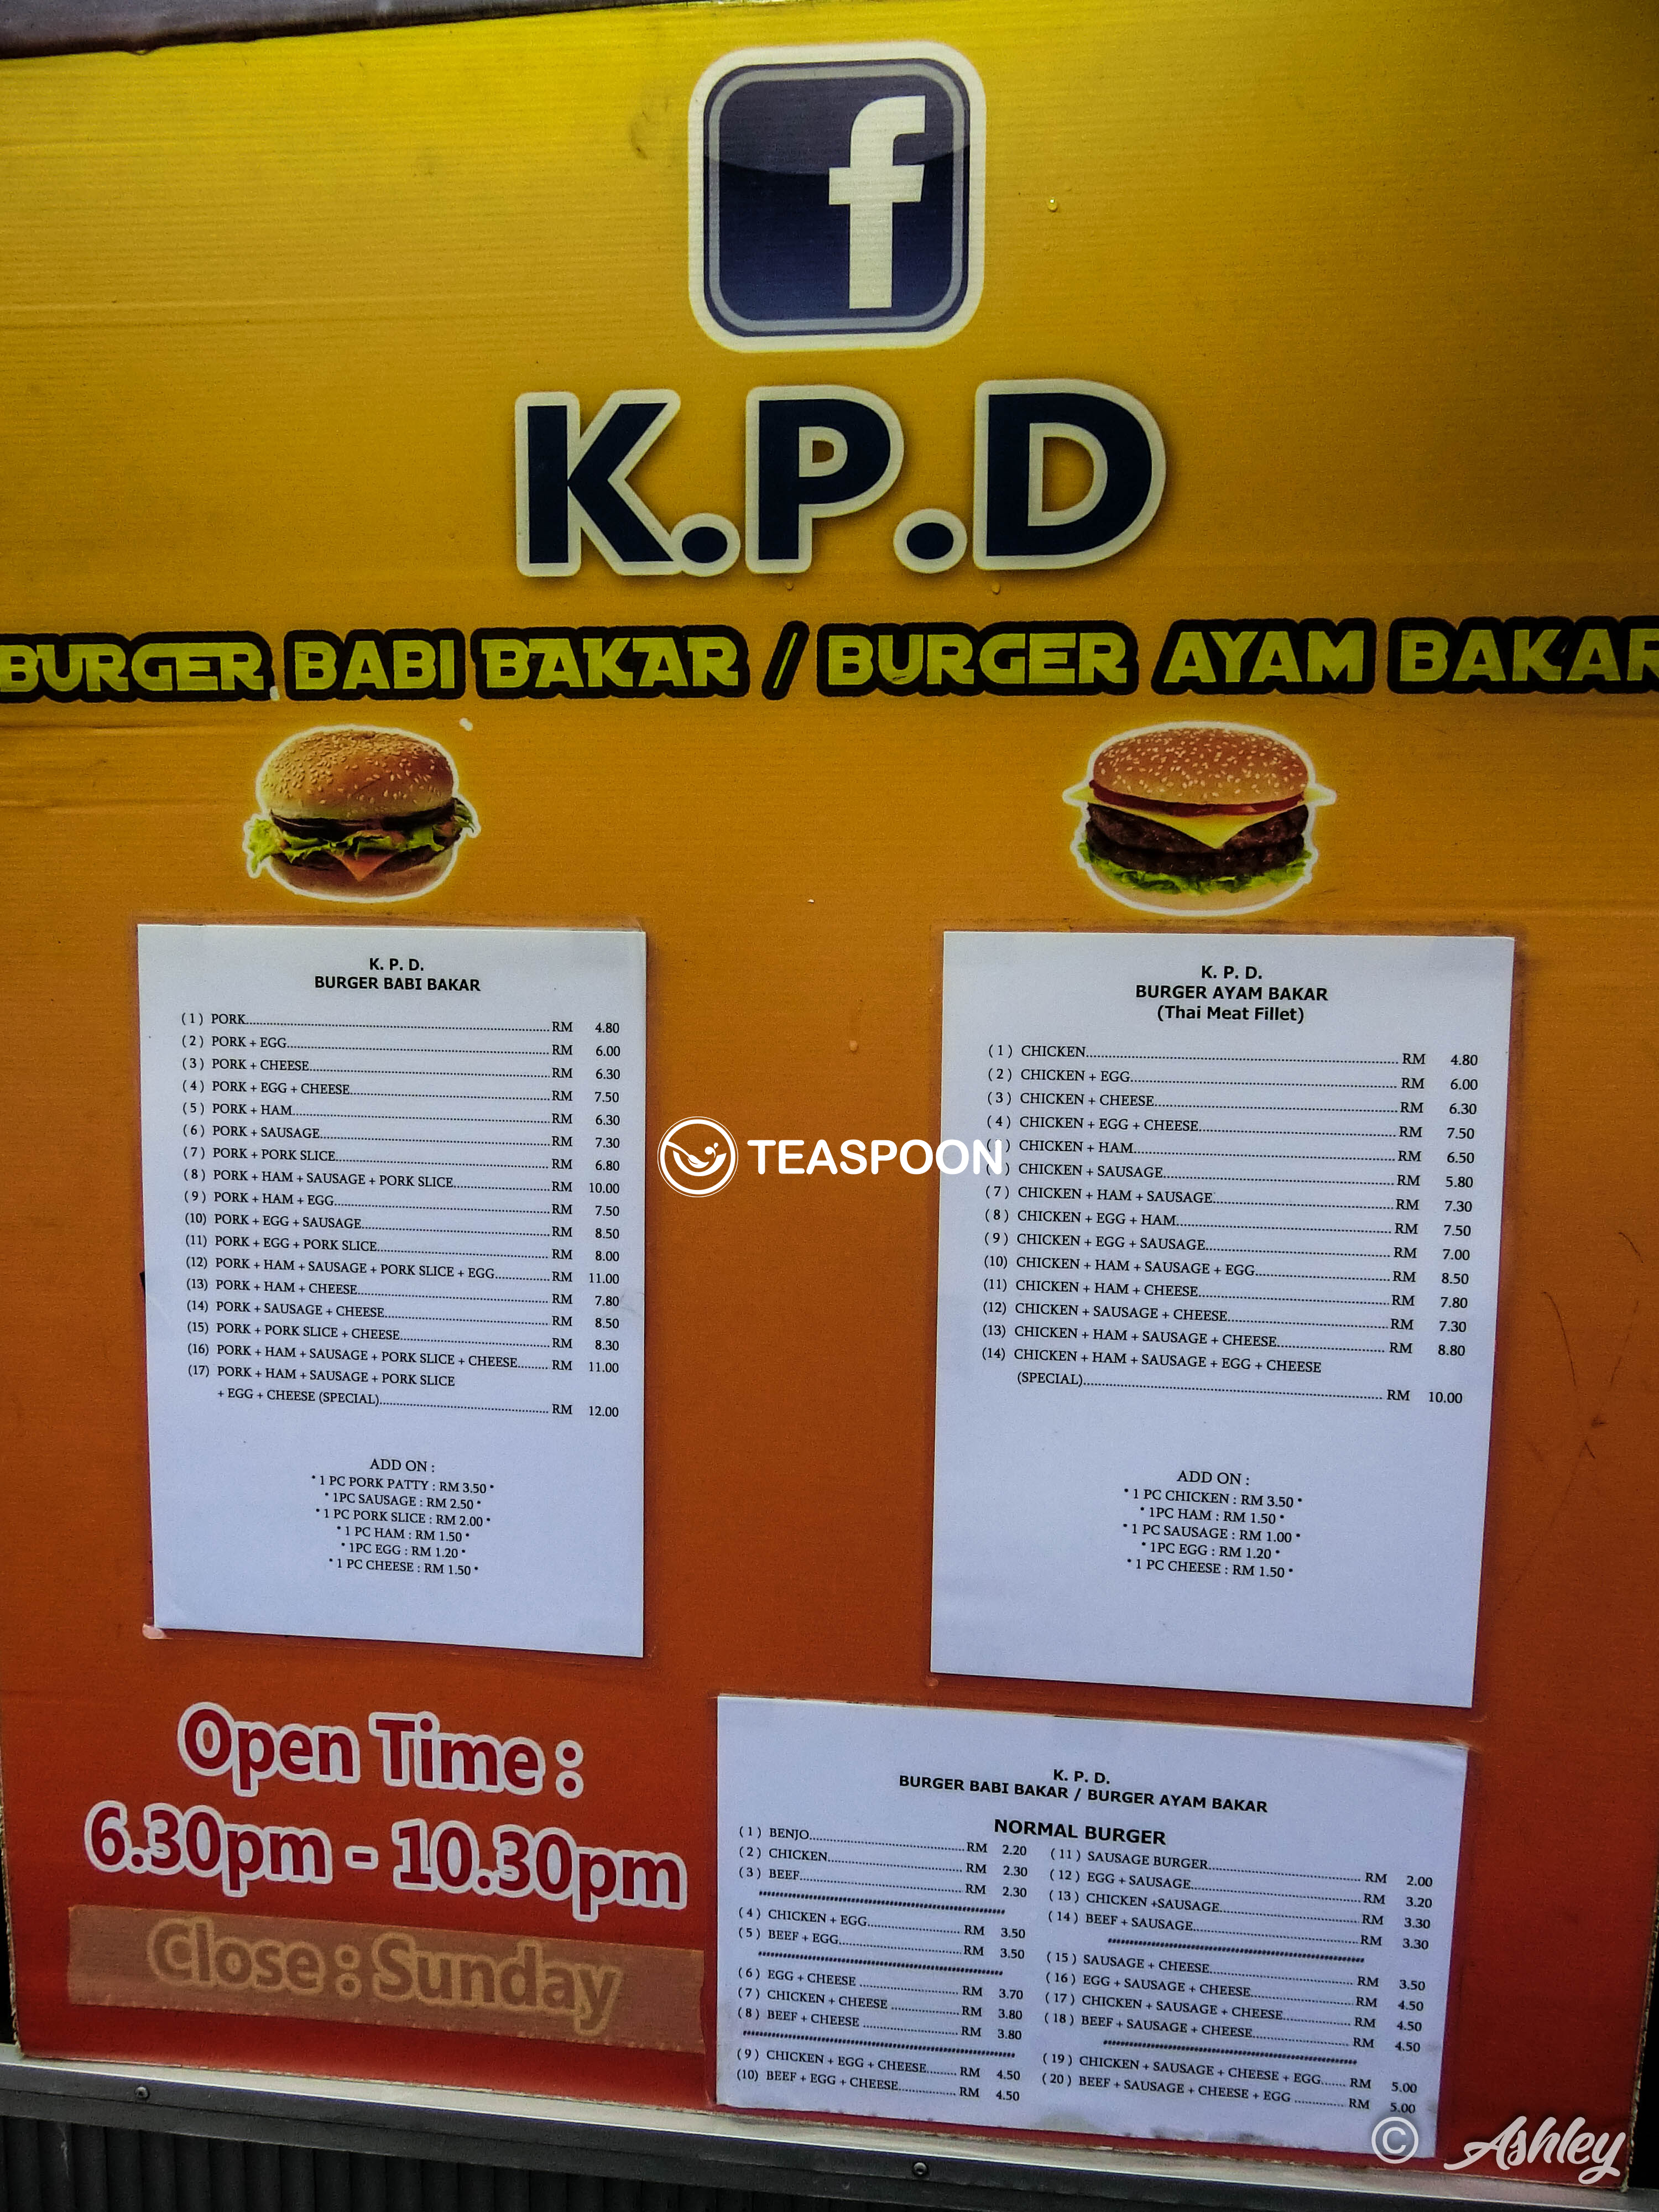 f
K.P.D
BURGER BABI BAKAR / BURGER AYAM BAKAR
K. P. D.
BURGER BABI BAKAR
( 1 ) PORK RM 4.80
( 2 ) PORK + EGG RM 6.00
( 3 ) PORK + CHEESE RM 6.30
( 4 ) PORK + EGG + CHEESE RM 7.50
( 5 ) PORK + HAM RM 6.30
( 6 ) PORK + SAUSAGE RM 7.30
( 7 ) PORK + PORK SLICE RM 6.80
( 8 ) PORK + HAM + SAUSAGE + PORK SLICE RM 10.00
( 9 ) PORK + HAM + EGG RM 7.50
(10) PORK + EGG + SAUSAGE RM 8.50
(11) PORK + EGG + PORK SLICE RM 8.00
(12) PORK + HAM + SAUSAGE + PORK SLICE + EGG RM 11.00
(13) PORK + HAM + CHEESE RM 7.80
(14) PORK + SAUSAGE + CHEESE RM 8.50
(15) PORK + PORK SLICE + CHEESE RM 8.30
(16) PORK + HAM + SAUSAGE + PORK SLICE + CHEESE RM 11.00
(17) PORK + HAM + SAUSAGE + PORK SLICE
+ EGG + CHEESE (SPECIAL) RM 12.00
ADD ON :
* 1 PC PORK PATTY : RM 3.50 *
* 1PC SAUSAGE : RM 2.50 *
* 1 PC PORK SLICE : RM 2.00 *
* 1 PC HAM : RM 1.50 *
* 1PC EGG : RM 1.20 *
* 1 PC CHEESE : RM 1.50 *
TEASPOON
K. P. D.
BURGER AYAM BAKAR
(Thai Meat Fillet)
( 1 ) CHICKEN RM 4.80
( 2 ) CHICKEN + EGG RM 6.00
( 3 ) CHICKEN + CHEESE RM 6.30
( 4 ) CHICKEN + EGG + CHEESE RM 7.50
CHICKEN + HAM RM 6.50
CHICKEN + SAUSAGE RM 5.80
( 7 ) CHICKEN + HAM + SAUSAGE RM 7.30
( 8 ) CHICKEN + EGG + HAM RM 7.50
( 9 ) CHICKEN + EGG + SAUSAGE RM 7.00
(10) CHICKEN + HAM + SAUSAGE + EGG RM 8.50
(11) CHICKEN + HAM + CHEESE RM 7.80
(12) CHICKEN + SAUSAGE + CHEESE RM 7.30
(13) CHICKEN + HAM + SAUSAGE + CHEESE RM 8.80
(14) CHICKEN + HAM + SAUSAGE + EGG + CHEESE
(SPECIAL) RM 10.00
ADD ON :
* 1 PC CHICKEN : RM 3.50 *
* 1PC HAM : RM 1.50 *
* 1 PC SAUSAGE : RM 1.00 *
* 1PC EGG : RM 1.20 *
* 1 PC CHEESE : RM 1.50 *
Open Time :
6.30pm - 10.30pm
Close : Sunday
K. P. D.
BURGER BABI BAKAR / BURGER AYAM BAKAR
NORMAL BURGER
( 1 ) BENJO RM 2.20
( 2 ) CHICKEN RM 2.30
( 3 ) BEEF RM 2.30
( 4 ) CHICKEN + EGG RM 3.50
( 5 ) BEEF + EGG RM 3.50
( 6 ) EGG + CHEESE RM 3.70
( 7 ) CHICKEN + CHEESE RM 3.80
( 8 ) BEEF + CHEESE RM 3.80
( 9 ) CHICKEN + EGG + CHEESE RM 4.50
(10) BEEF + EGG + CHEESE RM 4.50
( 11 ) SAUSAGE BURGER RM 2.00
( 12 ) EGG + SAUSAGE RM 3.20
( 13 ) CHICKEN +SAUSAGE RM 3.30
( 14 ) BEEF + SAUSAGE RM 3.30
( 15 ) SAUSAGE + CHEESE RM 3.50
( 16 ) EGG + SAUSAGE + CHEESE RM 4.50
( 17 ) CHICKEN + SAUSAGE + CHEESE RM 4.50
( 18 ) BEEF + SAUSAGE + CHEESE RM 4.50
( 19 ) CHICKEN + SAUSAGE + CHEESE + EGG RM 5.00
( 20 ) BEEF + SAUSAGE + CHEESE + EGG RM 5.00
© Ashley